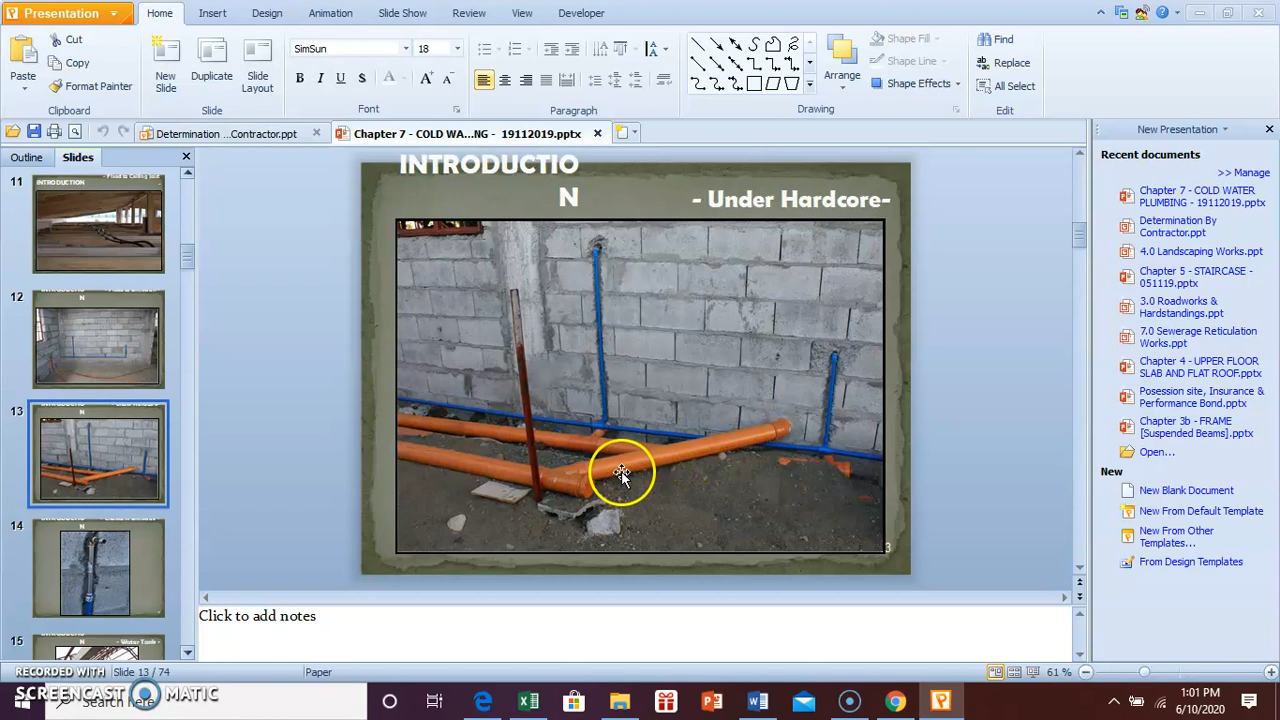 Presentation Home Insert Design Animation Slide Show Review View Developer
Paste
Cut
Copy
Format Painter
Clipboard
New Slide
Duplicate
Slide Layout
Slide
SimSun 18
B I U S A A A
Font
Paragraph
Drawing
Arrange
Shape Fill
Shape Line
Shape Effects
Find
Replace
All Select
Edit
Determination ...Contractor.ppt
Chapter 7 - COLD WA...NG - 19112019.pptx
New Presentation
Outline Slides
11
INTRODUCTION
12
N
13
14
N
15
N
- Water Tank -
INTRODUCTIO
N
- Under Hardcore-
3
Click to add notes
Recent documents
>> Manage
Chapter 7 - COLD WATER
PLUMBING - 19112019.pptx
Determination By
Contractor.ppt
4.0 Landscaping Works.ppt
Chapter 5 - STAIRCASE -
051119.pptx
3.0 Roadworks &
Hardstandings.ppt
7.0 Sewerage Reticulation
Works.ppt
Chapter 4 - UPPER FLOOR
SLAB AND FLAT ROOF.pptx
Posession site, Insurance &
Performance Bond.pptx
Chapter 3b - FRAME
[Suspended Beams].pptx
Open...
New
New Blank Document
New From Default Template
New From Other
Templates...
From Design Templates
RECORDED WITH
SCREENCAST MATIC
Slide 13 / 74
Paper
61 %
Search here
1:01 PM
6/10/2020